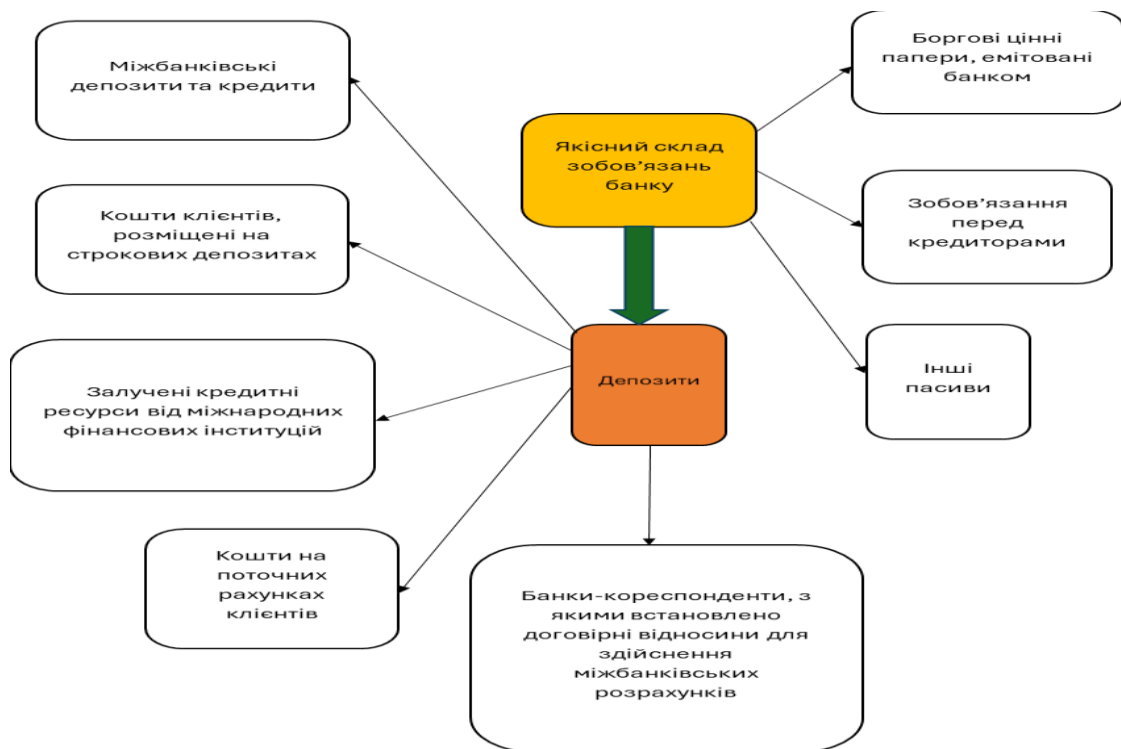 Міжбанківські
депозити та кредити
Боргові цінні
папери, емітовані
банком
Якісний склад
зобов’язань
банку
Кошти клієнтів,
розміщені на
строкових депозитах
Зобов’язання
перед
кредиторами
Залучені кредитні
ресурси від міжнародних
фінансових інституцій
Депозити
Інші
пасиви
Кошти на
поточних
рахунках
клієнтів
Банки-кореспонденти, з
якими встановлено
договірні відносини для
здійснення
міжбанківських
розрахунків